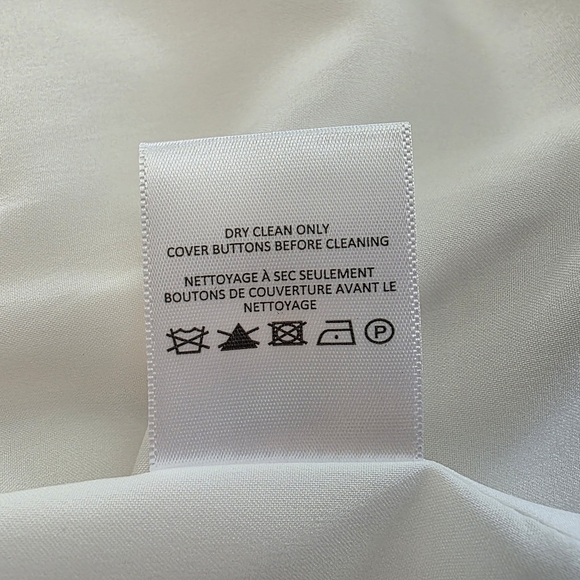 DRY CLEAN ONLY
COVER BUTTONS BEFORE CLEANING
NETTOYAGE À SEC SEULEMENT
BOUTONS DE COUVERTURE AVANT LE
NETTOYAGE
P